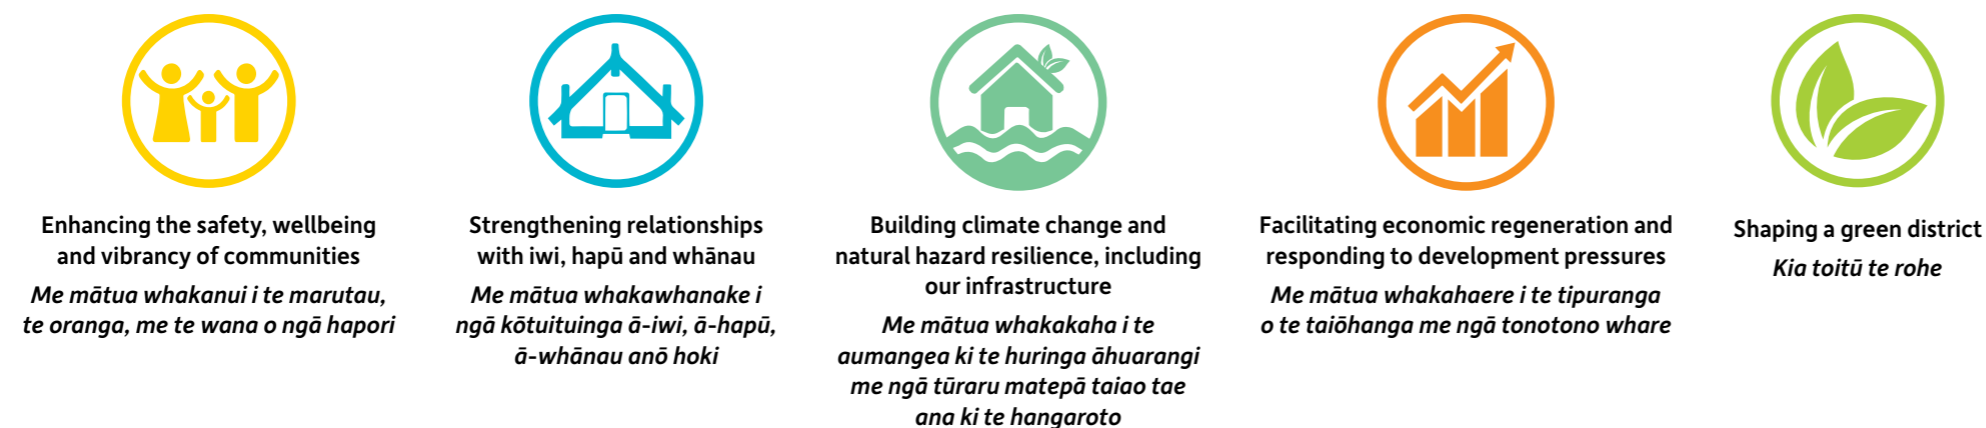 Enhancing the safety, wellbeing
and vibrancy of communities
Me mātua whakanui i te marutau,
te oranga, me te wana o ngā hapori
Strengthening relationships
with iwi, hapū and whānau
Me mātua whakawhanake i
ngā kōtuituinga ā-iwi, ā-hapū,
ā-whānau anō hoki
Building climate change and
natural hazard resilience, including
our infrastructure
Me mātua whakakaha i te
aumangea ki te huringa āhuarangi
me ngā tūraru matepā taiao tae
ana ki te hangaroto
Facilitating economic regeneration and
responding to development pressures
Me mātua whakahaere i te tipuranga
o te taiōhanga me ngā tonotono whare
Shaping a green district
Kia toitū te rohe